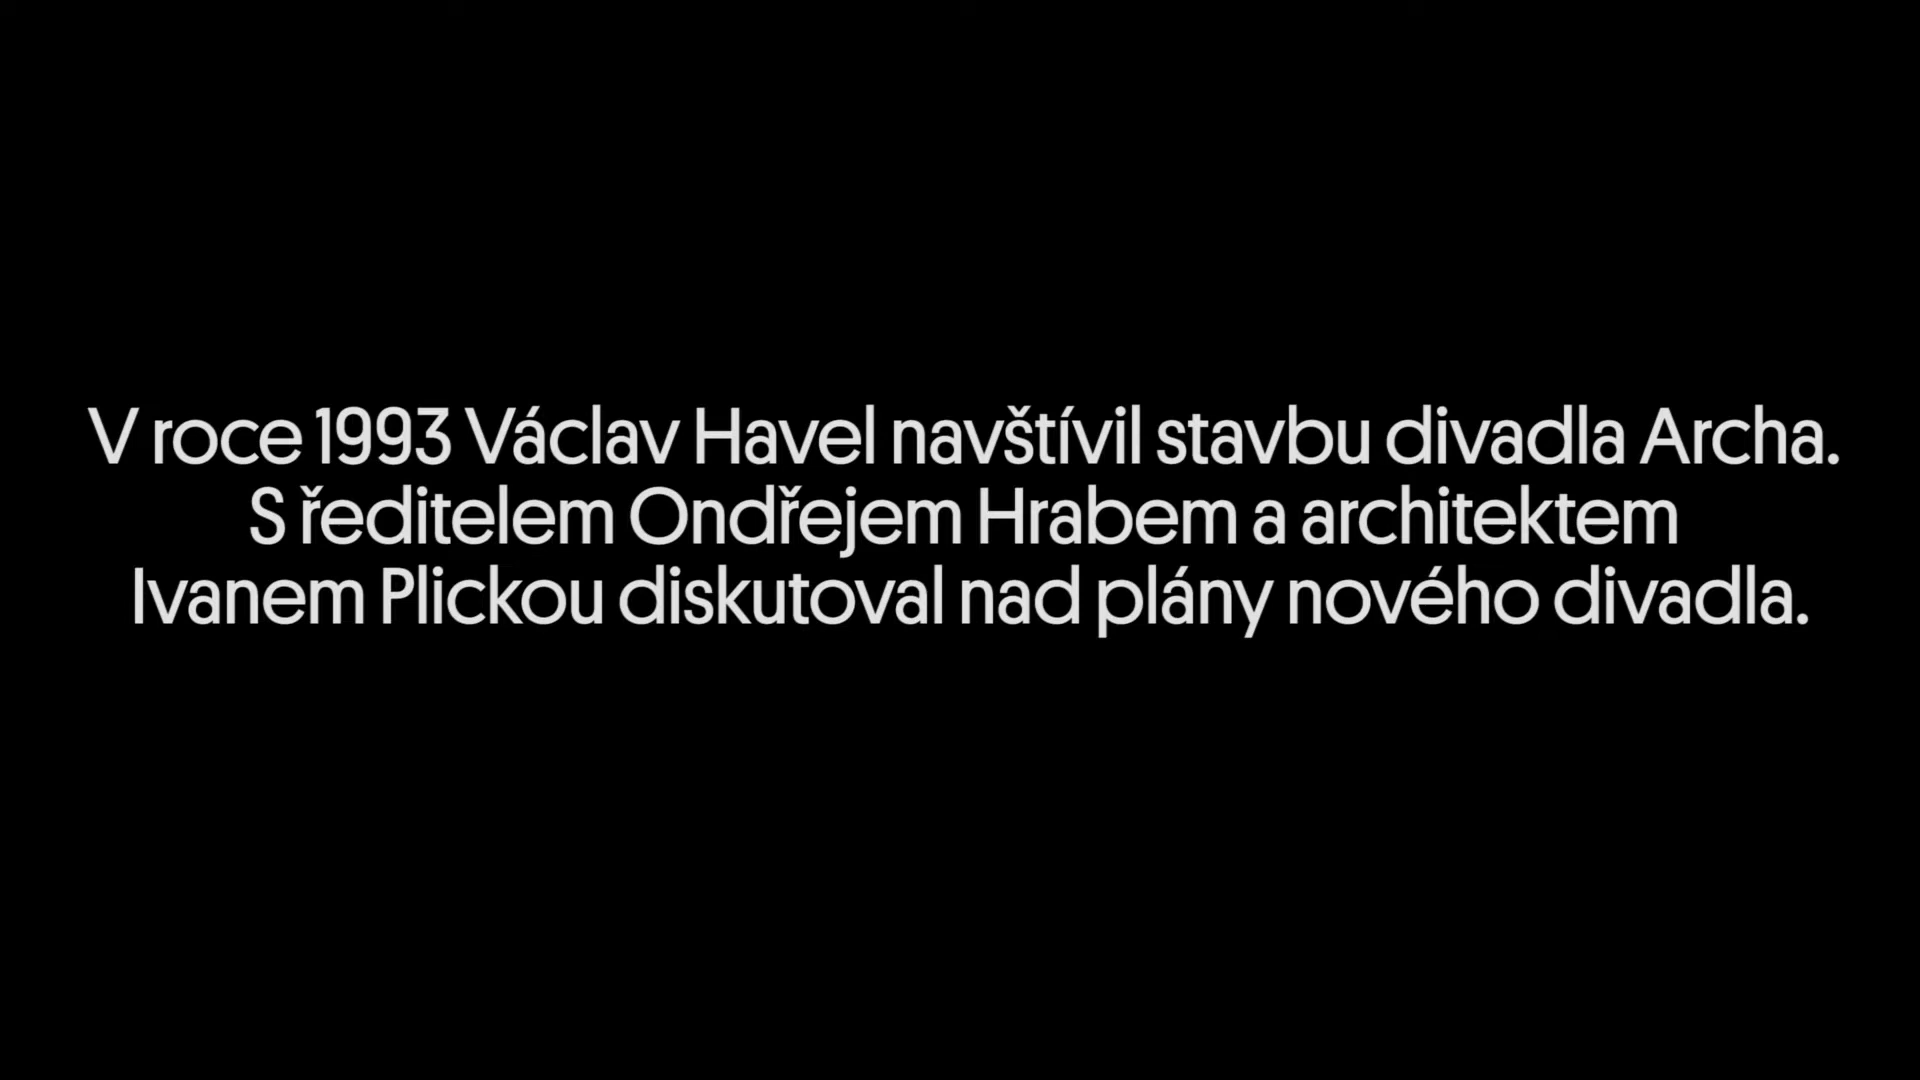 V roce 1993 Václav Havel navštívil stavbu divadla Archa.
S ředitelem Ondřejem Hrabem a architektem
Ivanem Plickou diskutoval nad plány nového divadla.